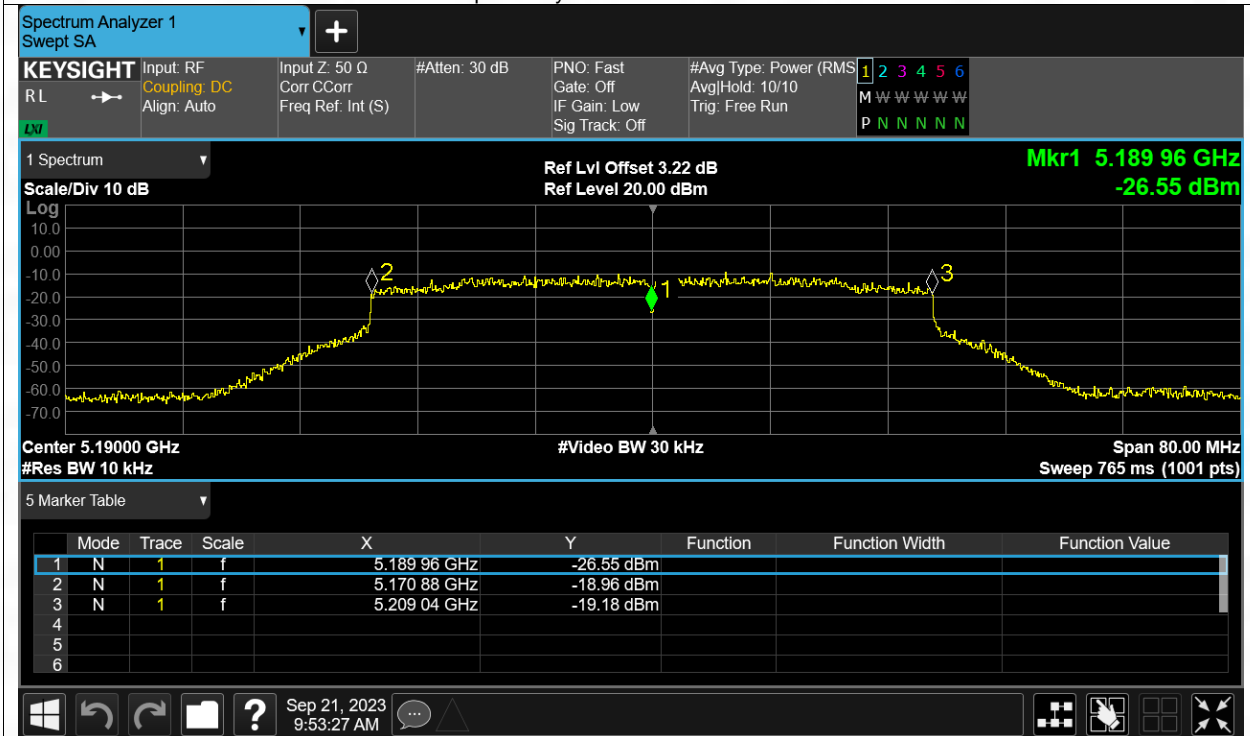 Spectrum Analyzer 1
Swept SA
+
KEYSIGHT Input: RF Input Z: 50 Ω #Atten: 30 dB PNO: Fast #Avg Type: Power (RMS 1 2 3 4 5 6
RL Coupling: DC Corr CCorr Gate: Off Avg|Hold: 10/10 M W W W W W
Align: Auto Freq Ref: Int (S) IF Gain: Low Trig: Free Run
LXI Sig Track: Off P N N N N N
1 Spectrum Ref Lvl Offset 3.22 dB Mkr1 5.189 96 GHz
Scale/Div 10 dB Ref Level 20.00 dBm -26.55 dBm
Log
10.0
0.00
-10.0 2 3
-20.0 1
-30.0
-40.0
-50.0
-60.0
-70.0
Center 5.19000 GHz #Video BW 30 kHz Span 80.00 MHz
#Res BW 10 kHz Sweep 765 ms (1001 pts)
5 Marker Table
Mode Trace Scale X Y Function Function Width Function Value
1 N 1 f 5.189 96 GHz -26.55 dBm
2 N 1 f 5.170 88 GHz -18.96 dBm
3 N 1 f 5.209 04 GHz -19.18 dBm
4
5
6
? Sep 21, 2023
9:53:27 AM